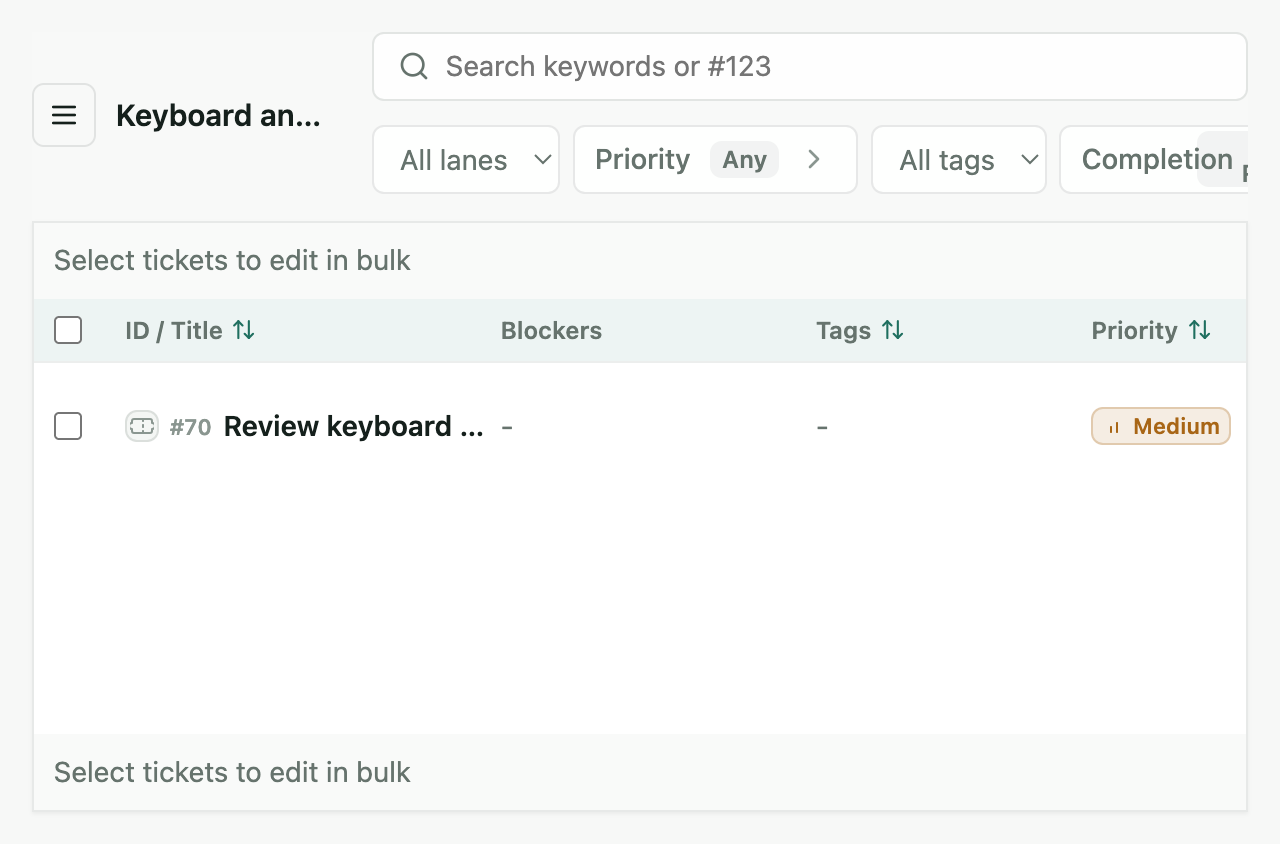 Search keywords or #123
Keyboard an...
All lanes Priority Any All tags Completion
Select tickets to edit in bulk
ID / Title Blockers Tags Priority
#70 Review keyboard ... - - Medium
Select tickets to edit in bulk